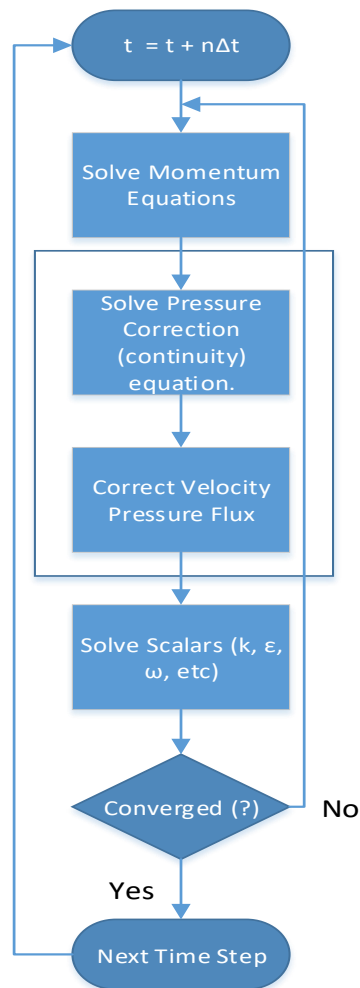 t = t + nΔt
Solve Momentum
Equations
Solve Pressure
Correction
(continuity)
equation.
Correct Velocity
Pressure Flux
Solve Scalars (k, ε,
ω, etc)
Converged (?)
No
Yes
Next Time Step